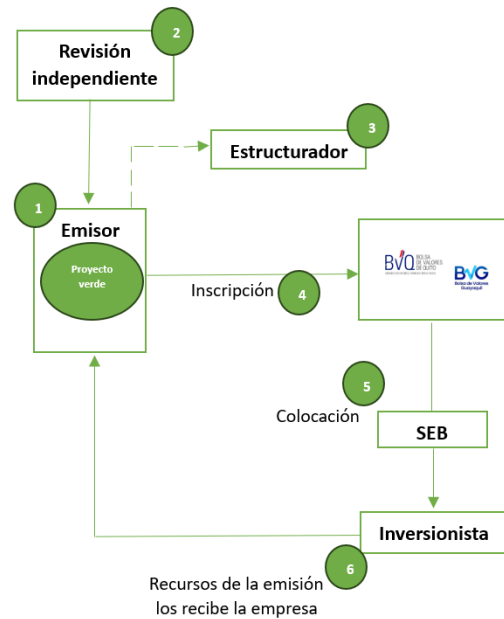 2
Revisión
independiente
3
Estructurador
1
Emisor
Proyecto
verde
BVQ BOLSA
DE VALORES
DE QUITO
BVG
Bolsa de Valores
Guayaquil
Inscripción
4
5
Colocación
SEB
Inversionista
6
Recursos de la emisión
los recibe la empresa